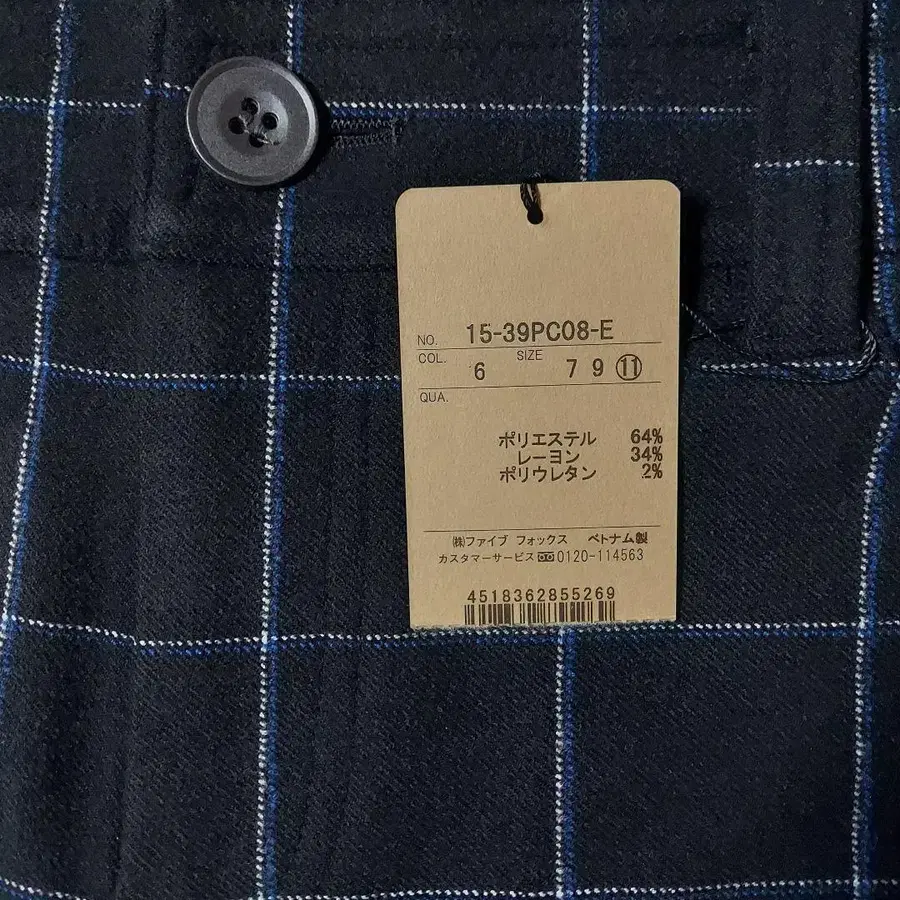 NO. 15-39PC08-E
COL. 6 SIZE 7 9 ⑪
QUA.
ポリエステル 64%
レーヨン 34%
ポリウレタン 2%
㈱ファイブ フォックス ベトナム製
カスタマーサービス 0120-114563
4518362855269